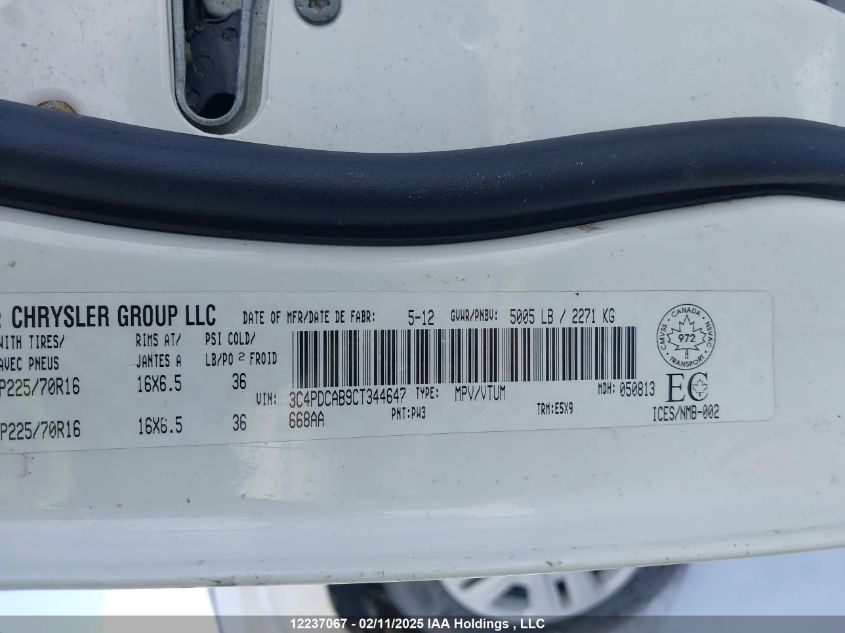 CHRYSLER GROUP LLC DATE OF MFR/DATE DE FABR: 5-12 GVWR/PNBV: 5005 LB / 2271 KG
WITH TIRES/ RIMS AT/ PSI COLD/
AVEC PNEUS JANTES A LB/PO 2 FROID
P225/70R16 16X6.5 36
VIN: 3C4PDCAB9CT344647 TYPE: MPV/VTUM MDH: 050813
P225/70R16 16X6.5 36 668AA PNT:PW3 TRM:E5X9
CANADA
CMVSS 972 NSVAC
TRANSPORT
EC
ICES/NMB-002
12237067 - 02/11/2025 IAA Holdings , LLC